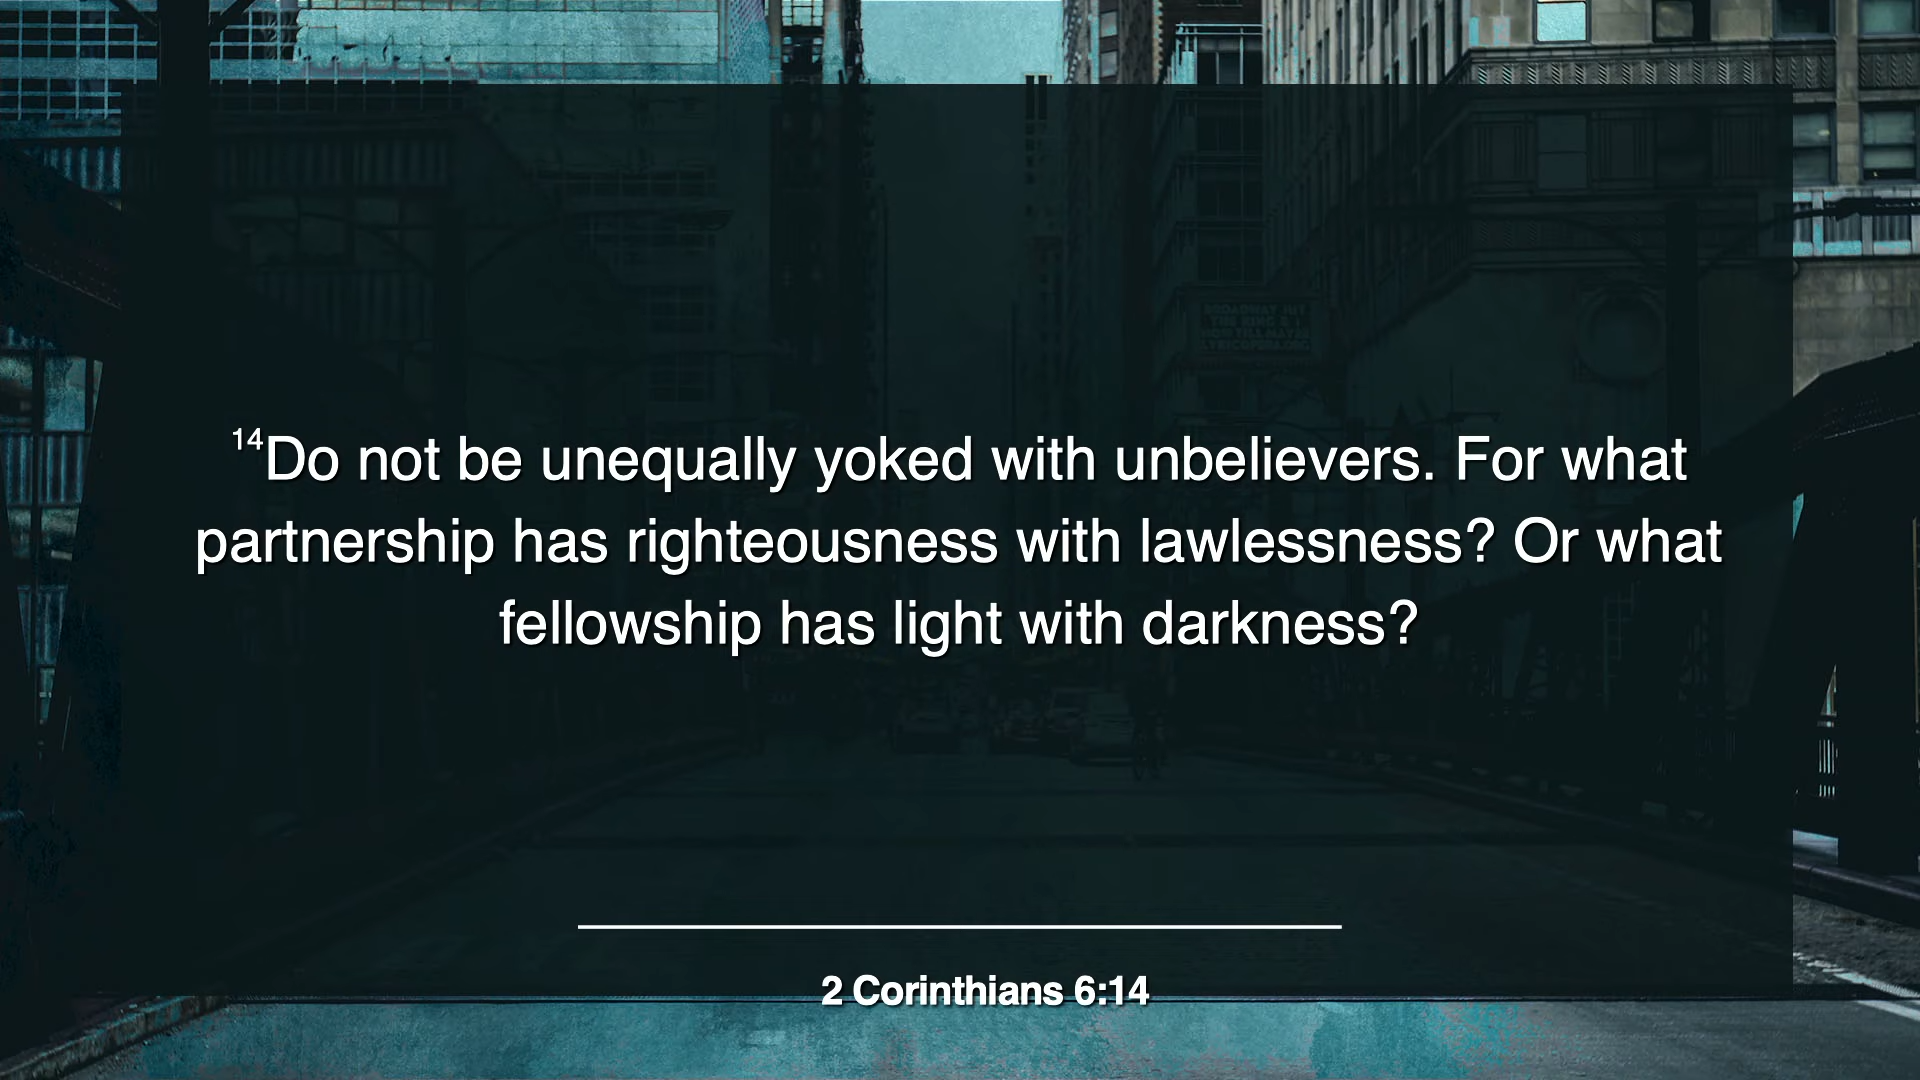 14Do not be unequally yoked with unbelievers. For what
partnership has righteousness with lawlessness? Or what
fellowship has light with darkness?
2 Corinthians 6:14